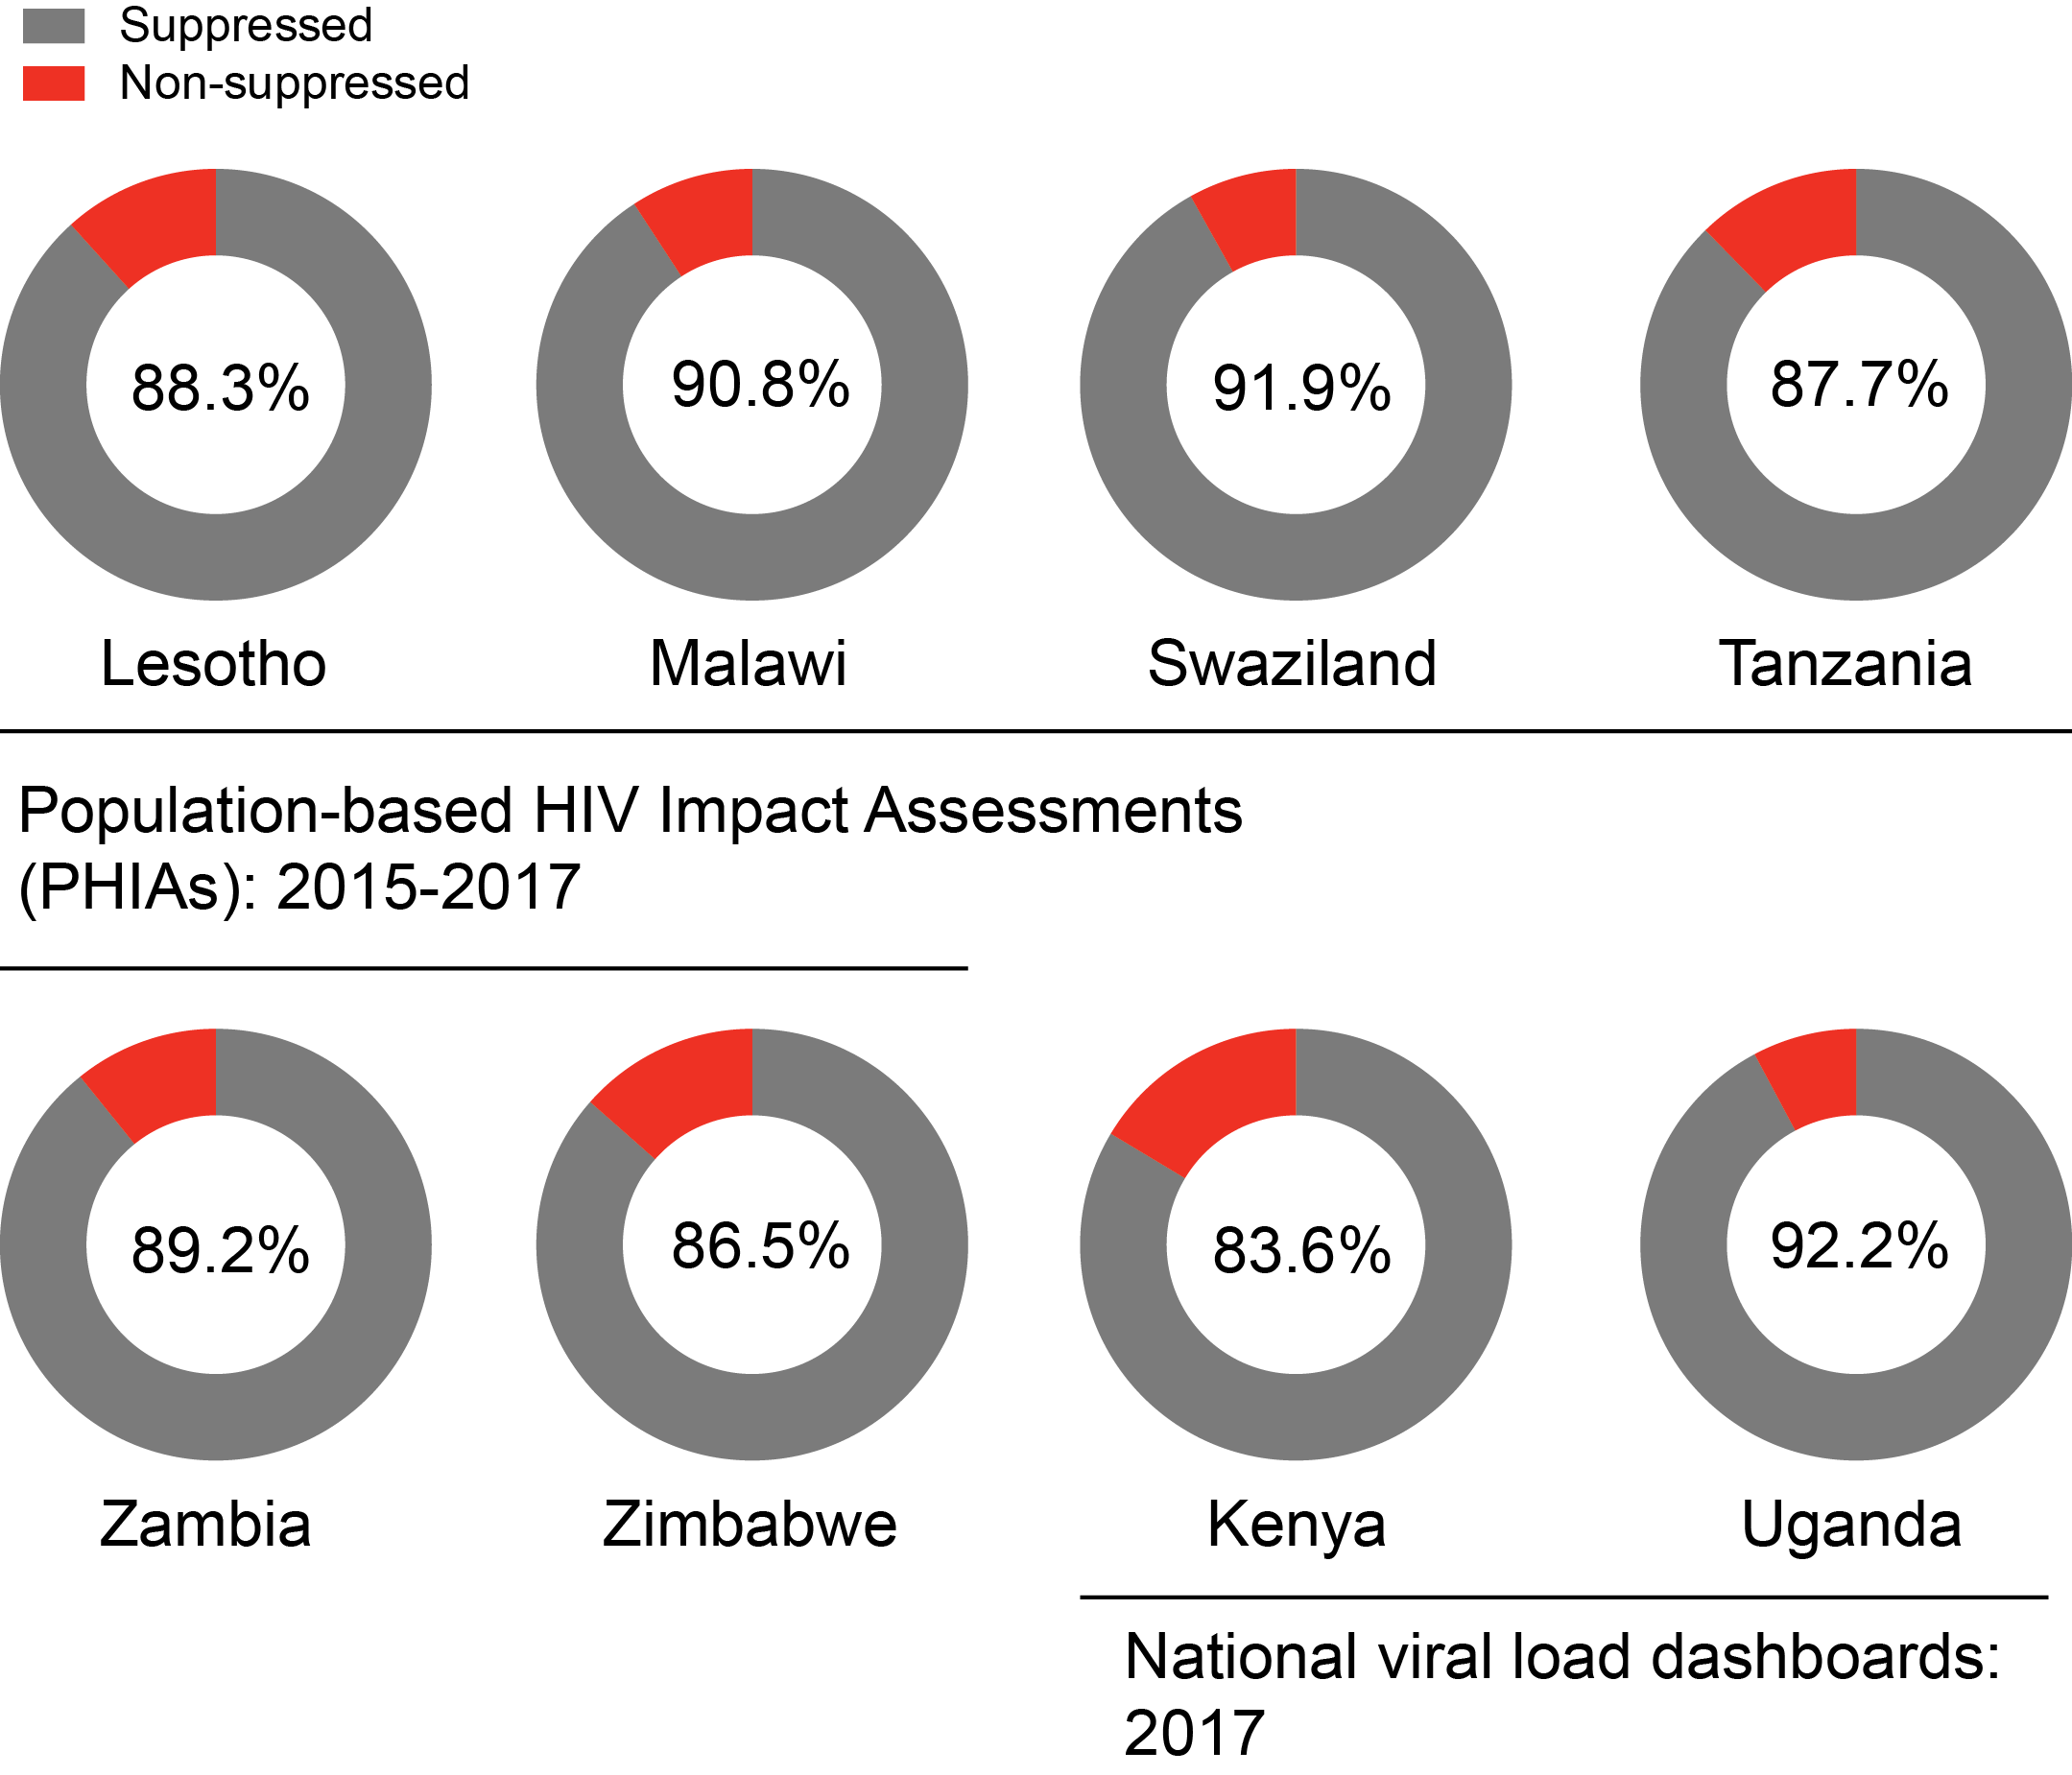 Suppressed
Non-suppressed
88.3%
90.8%
91.9%
87.7%
Lesotho
Malawi
Swaziland
Tanzania
Population-based HIV Impact Assessments
(PHIAs): 2015-2017
89.2%
86.5%
83.6%
92.2%
Zambia
Zimbabwe
Kenya
Uganda
National viral load dashboards:
2017